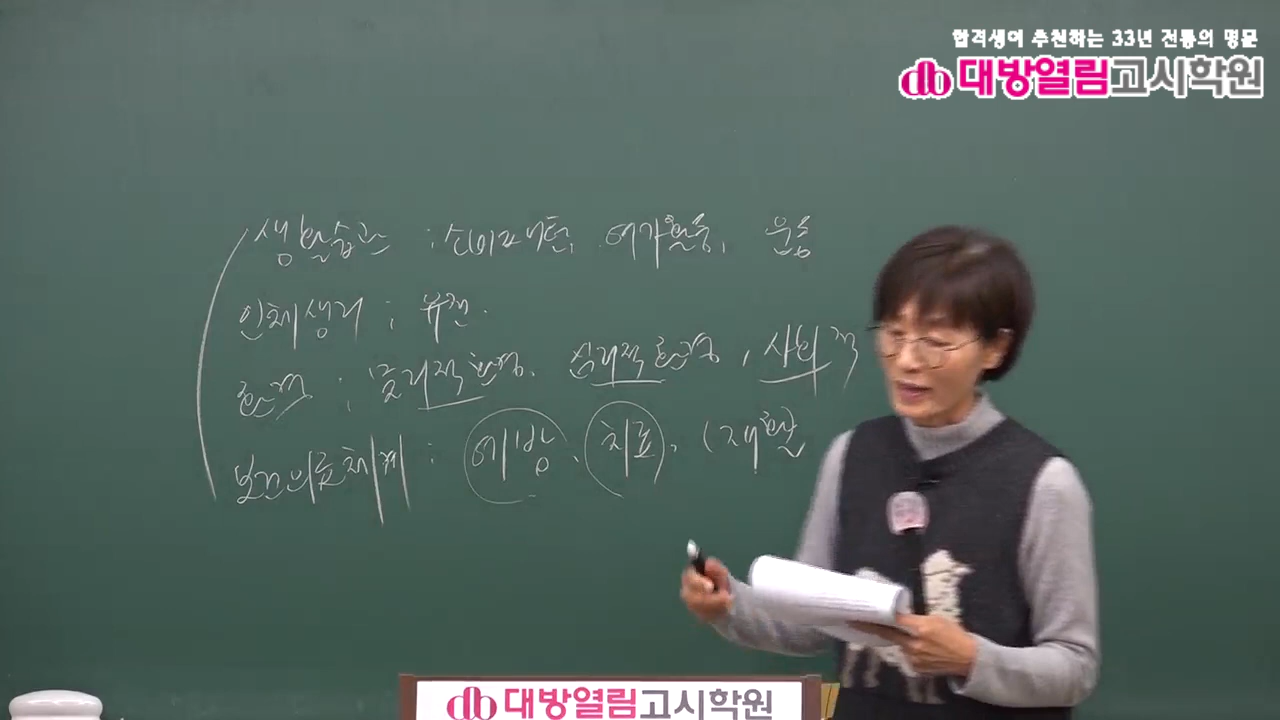 합격생이 추천하는 33년 전통의 명문
대방열림고시학원
생활습관 : 소비패턴, 여가활동, 운동
인체생리 ; 유전.
환경 ; 물리적 환경, 심리적 환경, 사회적
보건의료체계 : 예방, 치료, (재활
대방열림고시학원